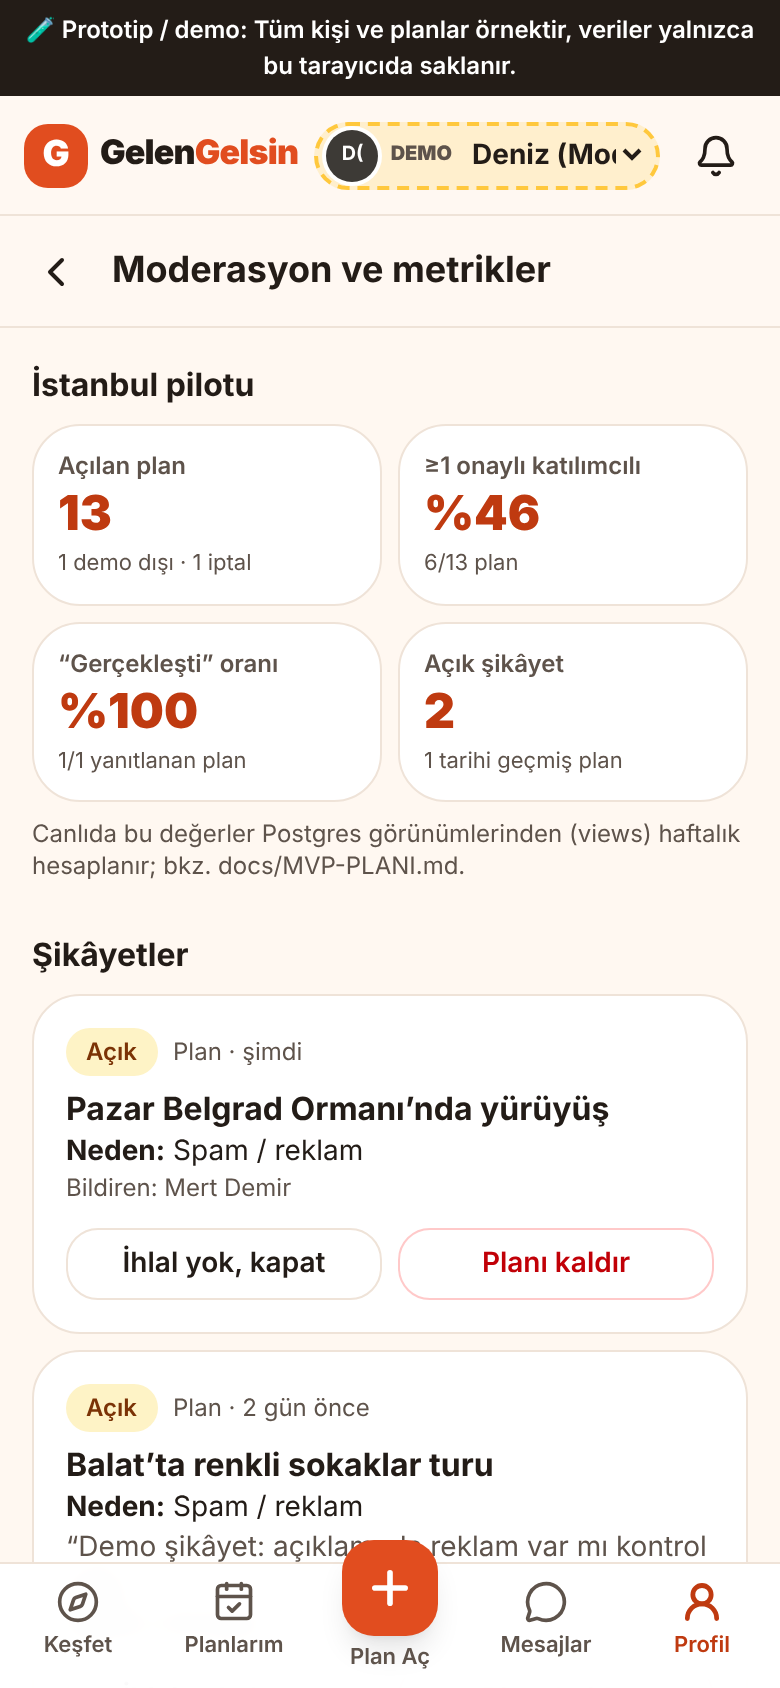 🧪 Prototip / demo: Tüm kişi ve planlar örnektir, veriler yalnızca
bu tarayıcıda saklanır.
G GelenGelsin
D( DEMO Deniz (Mo
Moderasyon ve metrikler
İstanbul pilotu
Açılan plan
13
1 demo dışı · 1 iptal
≥1 onaylı katılımcılı
%46
6/13 plan
“Gerçekleşti” oranı
%100
1/1 yanıtlanan plan
Açık şikâyet
2
1 tarihi geçmiş plan
Canlıda bu değerler Postgres görünümlerinden (views) haftalık
hesaplanır; bkz. docs/MVP-PLANI.md.
Şikâyetler
Açık Plan · şimdi
Pazar Belgrad Ormanı’nda yürüyüş
Neden: Spam / reklam
Bildiren: Mert Demir
İhlal yok, kapat
Planı kaldır
Açık Plan · 2 gün önce
Balat’ta renkli sokaklar turu
Neden: Spam / reklam
“Demo şikâyet: reklam var mı kontrol
Keşfet
Planlarım
Plan Aç
Mesajlar
Profil